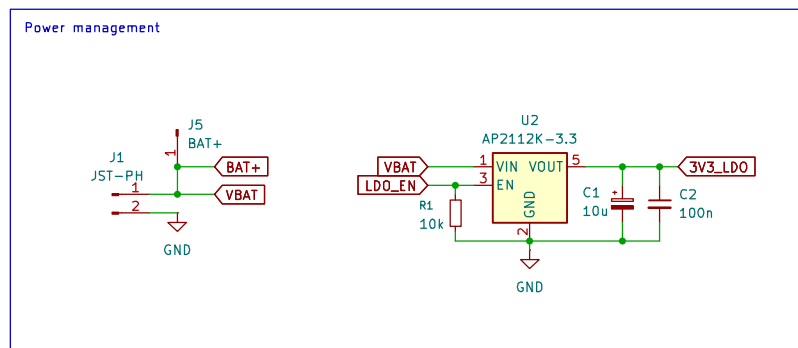 Power management
J5
BAT+
1
BAT+
J1
JST-PH
1
VBAT
2
GND
U2
AP2112K-3.3
VBAT
1
VIN
VOUT
5
3V3_LDO
LDO_EN
3
EN
GND
2
R1
10k
C1
10u
+
C2
100n
GND